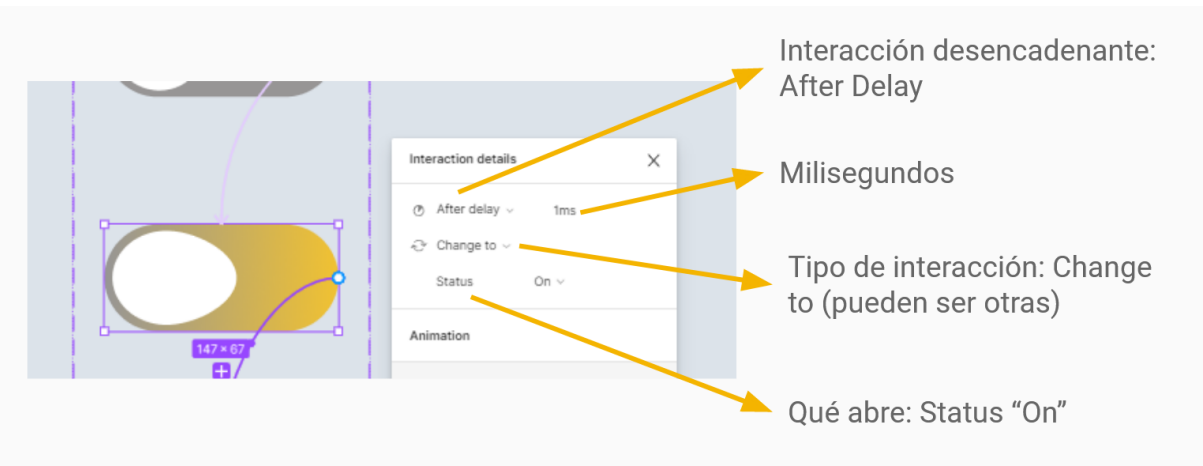 Interacción desencadenante:
After Delay
Interaction details
Milisegundos
After delay
1ms
Change to
Tipo de interacción: Change
to (pueden ser otras)
Status
On
Animation
147 × 67
Qué abre: Status “On”